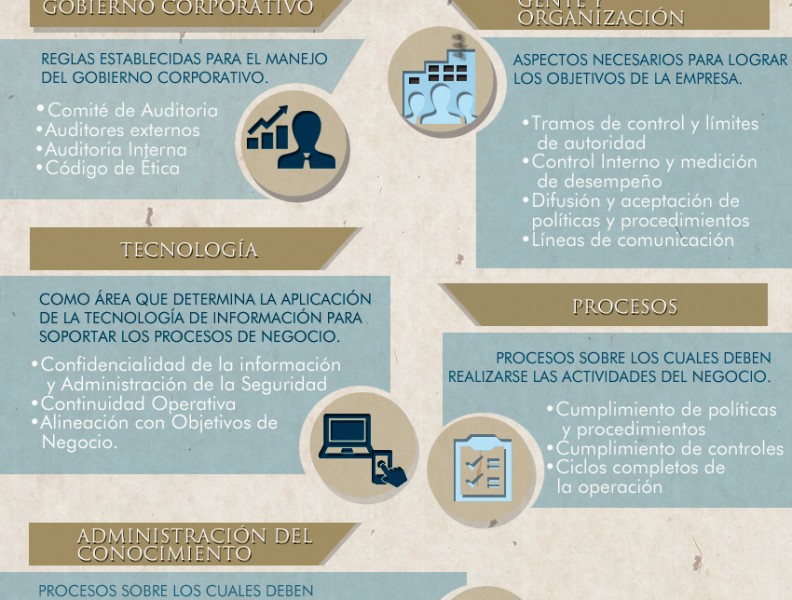 GOBIERNO CORPORATIVO
REGLAS ESTABLECIDAS PARA EL MANEJO
DEL GOBIERNO CORPORATIVO.
•Comité de Auditoria
•Auditores externos
•Auditoria Interna
•Código de Ética
GENTE Y
ORGANIZACIÓN
ASPECTOS NECESARIOS PARA LOGRAR
LOS OBJETIVOS DE LA EMPRESA.
•Tramos de control y límites
de autoridad
•Control Interno y medición
de desempeño
•Difusión y aceptación de
políticas y procedimientos
•Líneas de comunicación
TECNOLOGÍA
COMO ÁREA QUE DETERMINA LA APLICACIÓN
DE LA TECNOLOGÍA DE INFORMACIÓN PARA
SOPORTAR LOS PROCESOS DE NEGOCIO.
•Confidencialidad de la información
y Administración de la Seguridad
•Continuidad Operativa
•Alineación con Objetivos de
Negocio.
PROCESOS
PROCESOS SOBRE LOS CUALES DEBEN
REALIZARSE LAS ACTIVIDADES DEL NEGOCIO.
•Cumplimiento de políticas
y procedimientos
•Cumplimiento de controles
•Ciclos completos de
la operación
ADMINISTRACIÓN DEL
CONOCIMIENTO
PROCESOS SOBRE LOS CUALES DEBEN